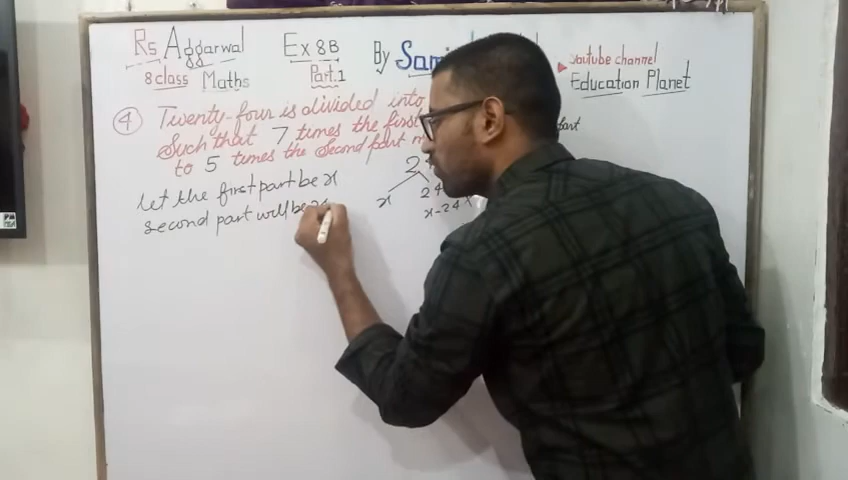 Rs Aggarwal Ex 8B By Youtube channel
8 class Maths Part.1 Education Planet
4 Twenty-four is divided into
Such that 7 times the first part
to 5 times the Second part
let the first part be x
second part will be
x
x-24